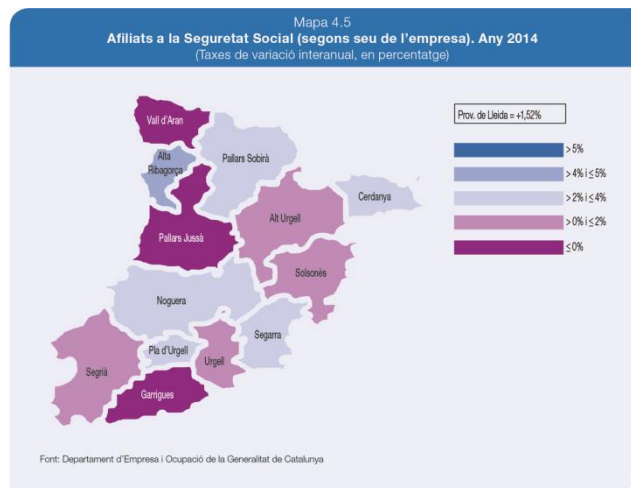 Mapa 4.5
Afiliats a la Seguretat Social (segons seu de l'empresa). Any 2014
(Taxes de variació interanual, en percentatge)
Prov. de Lleida = +1,52%
> 5%
> 4% i ≤ 5%
> 2% i ≤ 4%
> 0% i ≤ 2%
≤ 0%
Vall d'Aran
Alta
Ribagorça
Pallars Sobirà
Cerdanya
Alt Urgell
Pallars Jussà
Solsonès
Noguera
Segarra
Pla d'Urgell
Urgell
Segrià
Garrigues
Font: Departament d'Empresa i Ocupació de la Generalitat de Catalunya